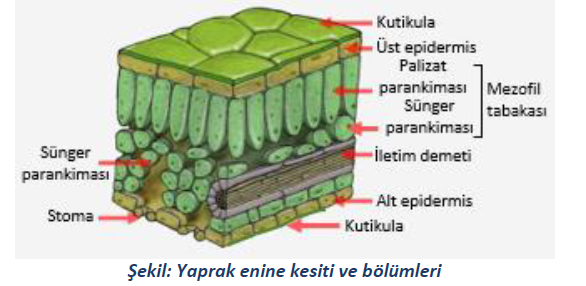 Kutikula
Üst epidermis
Palizat
parankiması
Sünger
parankiması
Mezofil
tabakası
İletim demeti
Alt epidermis
Kutikula
Sünger
parankiması
Stoma
Şekil: Yaprak enine kesiti ve bölümleri